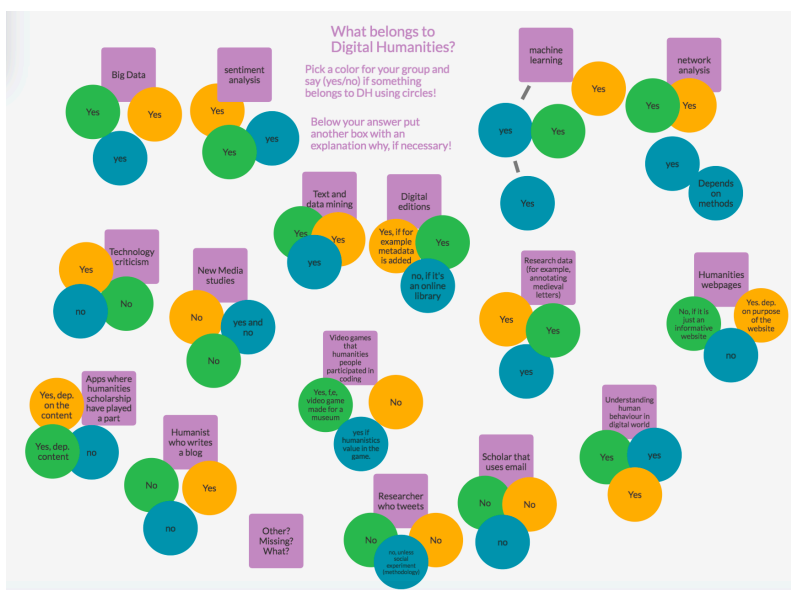 What belongs to
Digital Humanities?
Pick a color for your group and
say (yes/no) if something
belongs to DH using circles!
Below your answer put
another box with an
explanation why, if necessary!
Big Data
Yes
Yes
yes
sentiment
analysis
Yes
yes
Yes
machine
learning
Yes
yes
Yes
Yes
network
analysis
Yes
Yes
yes
Depends
on
methods
Text and
data mining
Yes
Yes
yes
Digital
editions
Yes, if for
example
metadata
is added
Yes
no, if it's
an online
library
Technology
criticism
Yes
no
No
New Media
studies
No
yes and
no
No
Research data
(for example,
annotating
medieval
letters)
Yes
Yes
yes
Humanities
webpages
No, if it is
just an
informative
website
Yes, dep.
on purpose
of the
website
no
Video games
that
humanities
people
participated in
coding
Yes, f.e,
video game
made for a
museum
No
yes if
humanistics
value in the
game.
Apps where
humanities
scholarship
have played
a part
Yes, dep.
on the
content
Yes, dep.
content
no
Humanist
who writes
a blog
No
Yes
no
Understanding
human
behaviour in
digital world
Yes
yes
Yes
Scholar that
uses email
No
No
no
Researcher
who tweets
No
No
no, unless
social
experiment
(methodology)
Other?
Missing?
What?